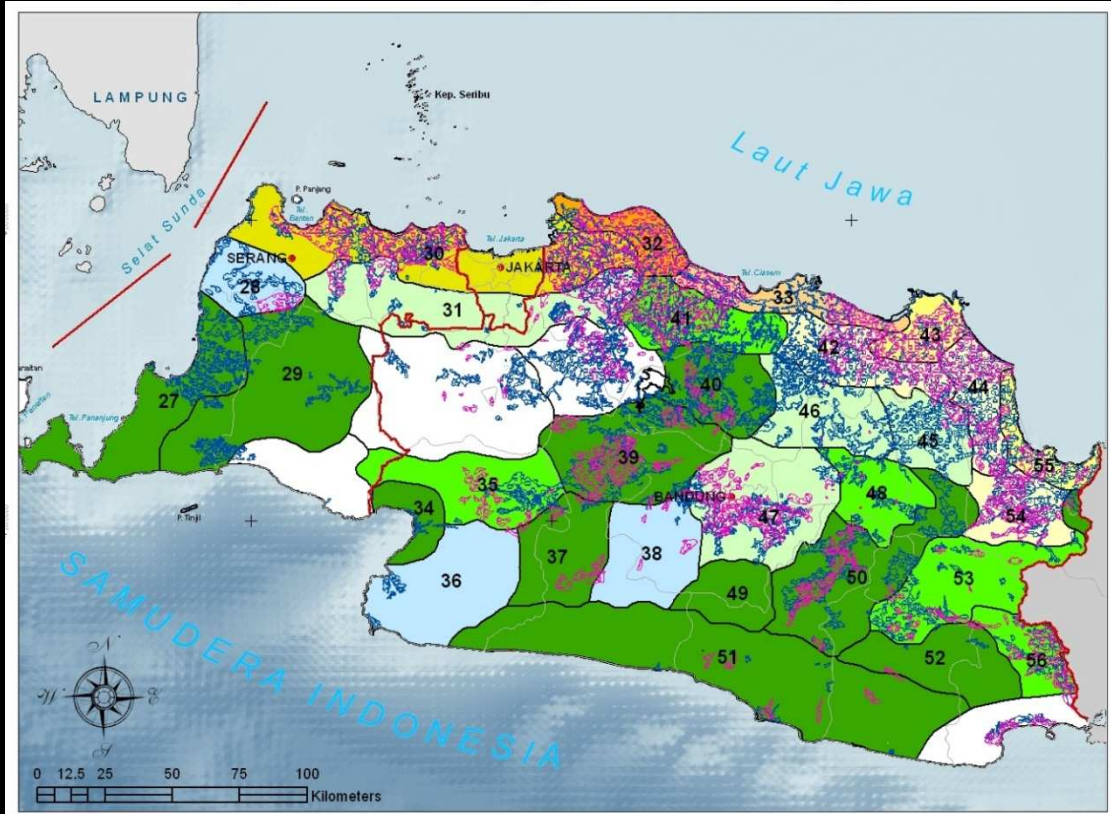 LAMPUNG
Kep. Seribu
Laut Jawa
Selat Sunda
P. Panjang
Tel. Banten
Tel. Jakarta
SERANG
JAKARTA
30
32
28
31
Tel. Ciasem
33
43
41
42
44
29
27
40
46
45
Tel. Pananjung
39
55
35
BANDUNG
48
47
54
34
P. Tinjil
36
37
38
49
50
53
51
52
56
SAMUDERA INDONESIA
0 12.5 25 50 75 100
Kilometers